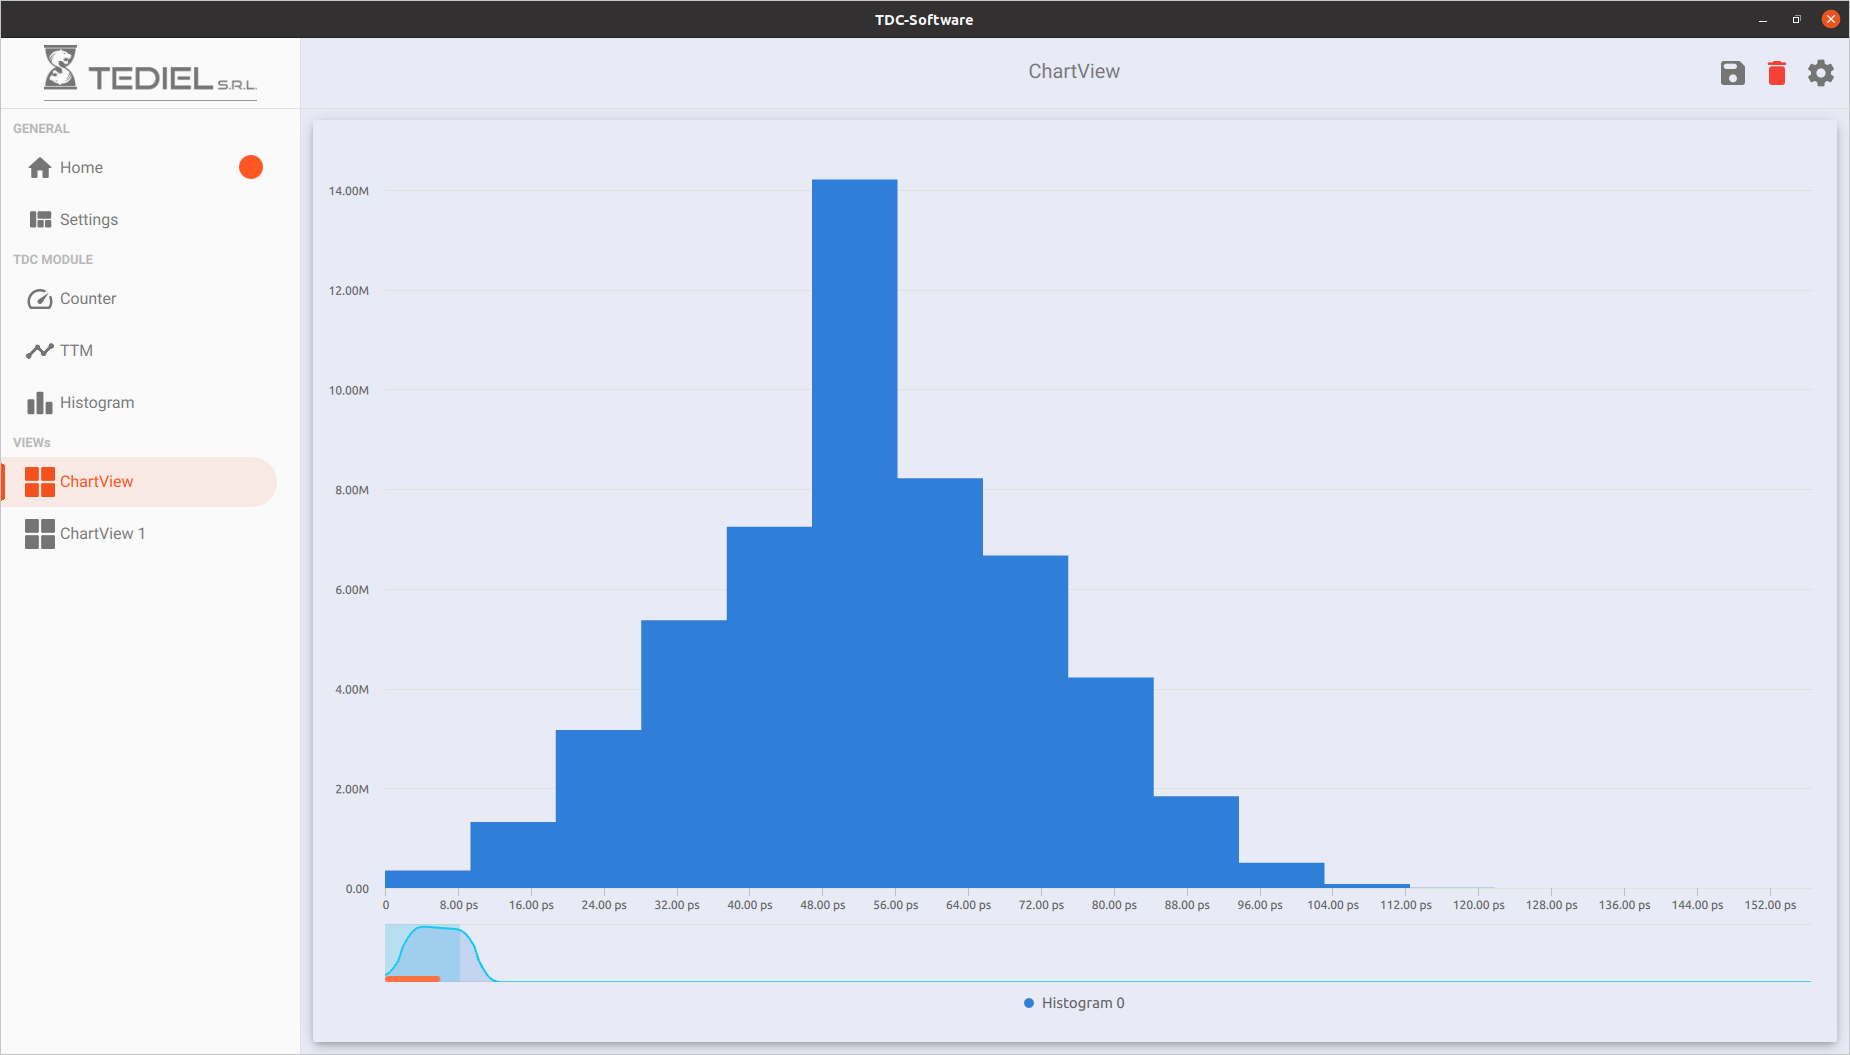 TDC-Software
TEDIEL S.R.L.
ChartView
GENERAL
Home
Settings
TDC MODULE
Counter
TTM
Histogram
VIEWs
ChartView
ChartView 1
14.00M
12.00M
10.00M
8.00M
6.00M
4.00M
2.00M
0.00
0 8.00 ps 16.00 ps 24.00 ps 32.00 ps 40.00 ps 48.00 ps 56.00 ps 64.00 ps 72.00 ps 80.00 ps 88.00 ps 96.00 ps 104.00 ps 112.00 ps 120.00 ps 128.00 ps 136.00 ps 144.00 ps 152.00 ps
Histogram 0